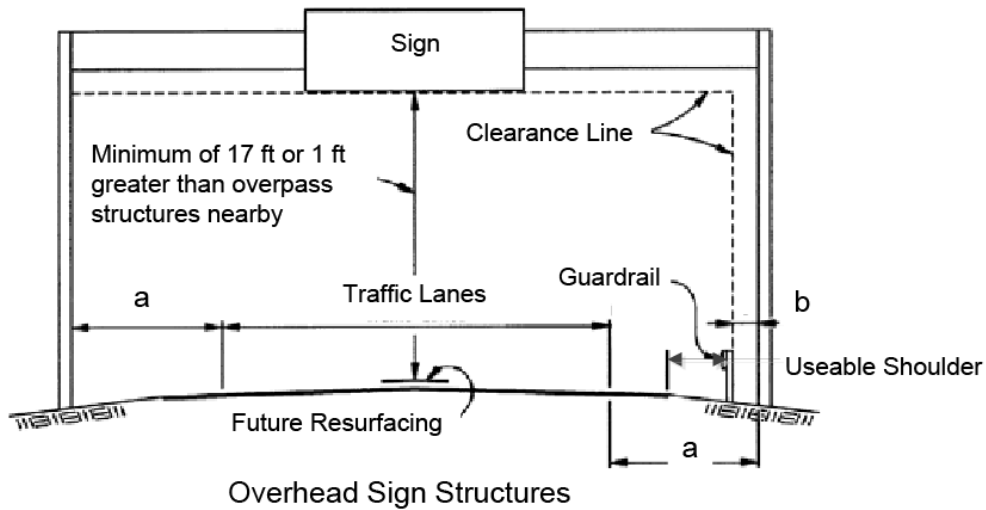 Sign
Clearance Line
Minimum of 17 ft or 1 ft
greater than overpass
structures nearby
Guardrail
a
Traffic Lanes
b
Useable Shoulder
Future Resurfacing
a
Overhead Sign Structures